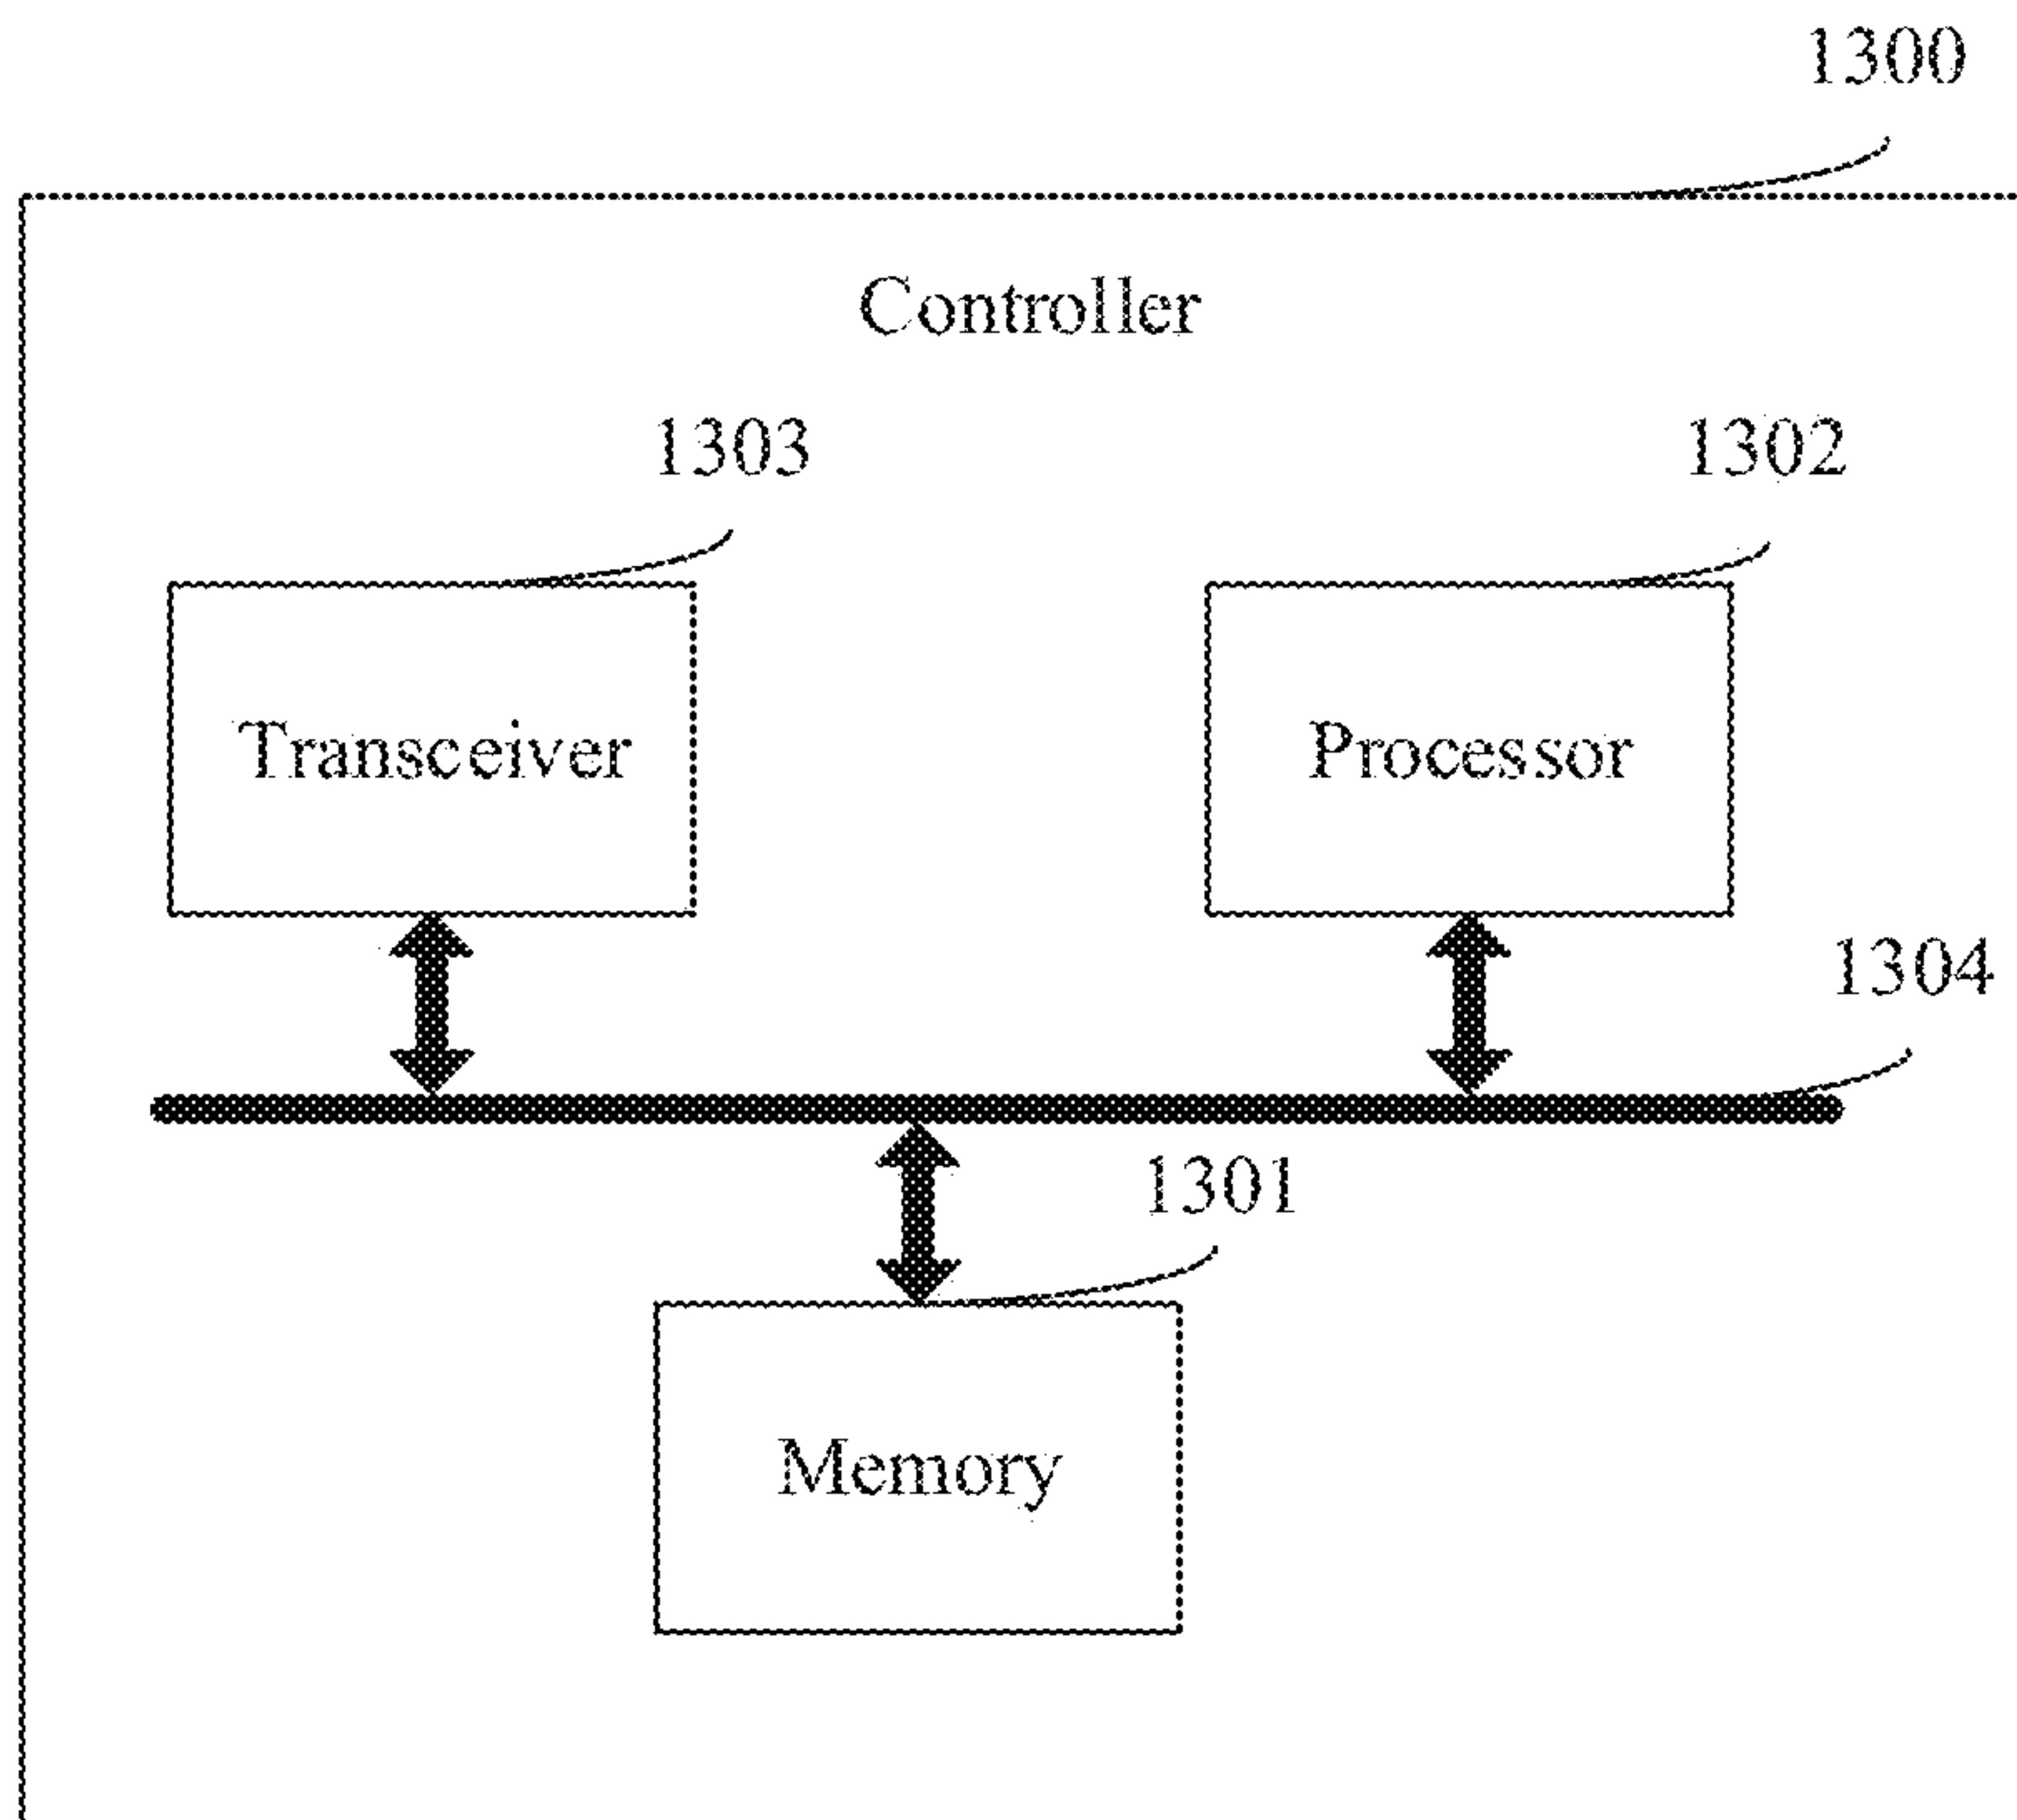 1300
Controller
1303
1302
Transceiver
Processor
1304
1301
Memory